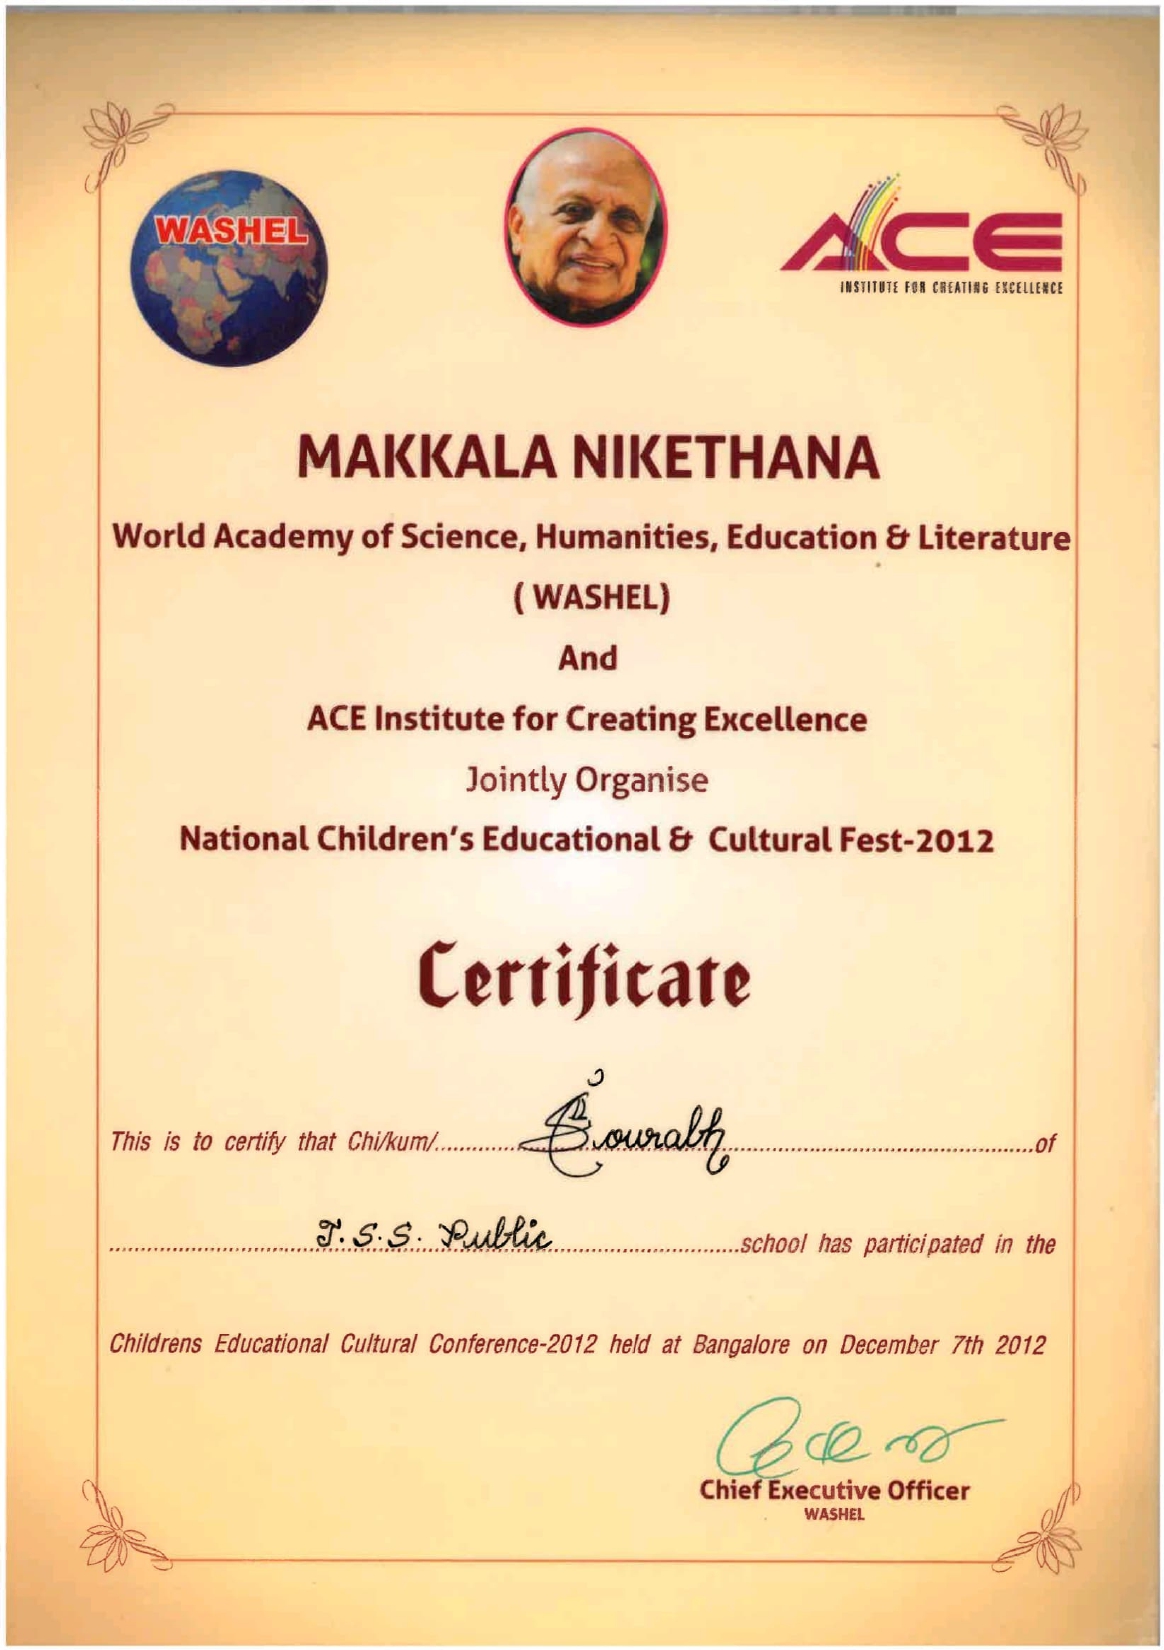 WASHEL
ACE
INSTITUTE FOR CREATING EXCELLENCE
MAKKALA NIKETHANA
World Academy of Science, Humanities, Education & Literature
( WASHEL)
And
ACE Institute for Creating Excellence
Jointly Organise
National Children's Educational & Cultural Fest-2012
Certificate
This is to certify that Chi/kum/.............Sourabh.............of
.............T.S.S. Public.............school has participated in the
Childrens Educational Cultural Conference-2012 held at Bangalore on December 7th 2012
Chief Executive Officer
WASHEL